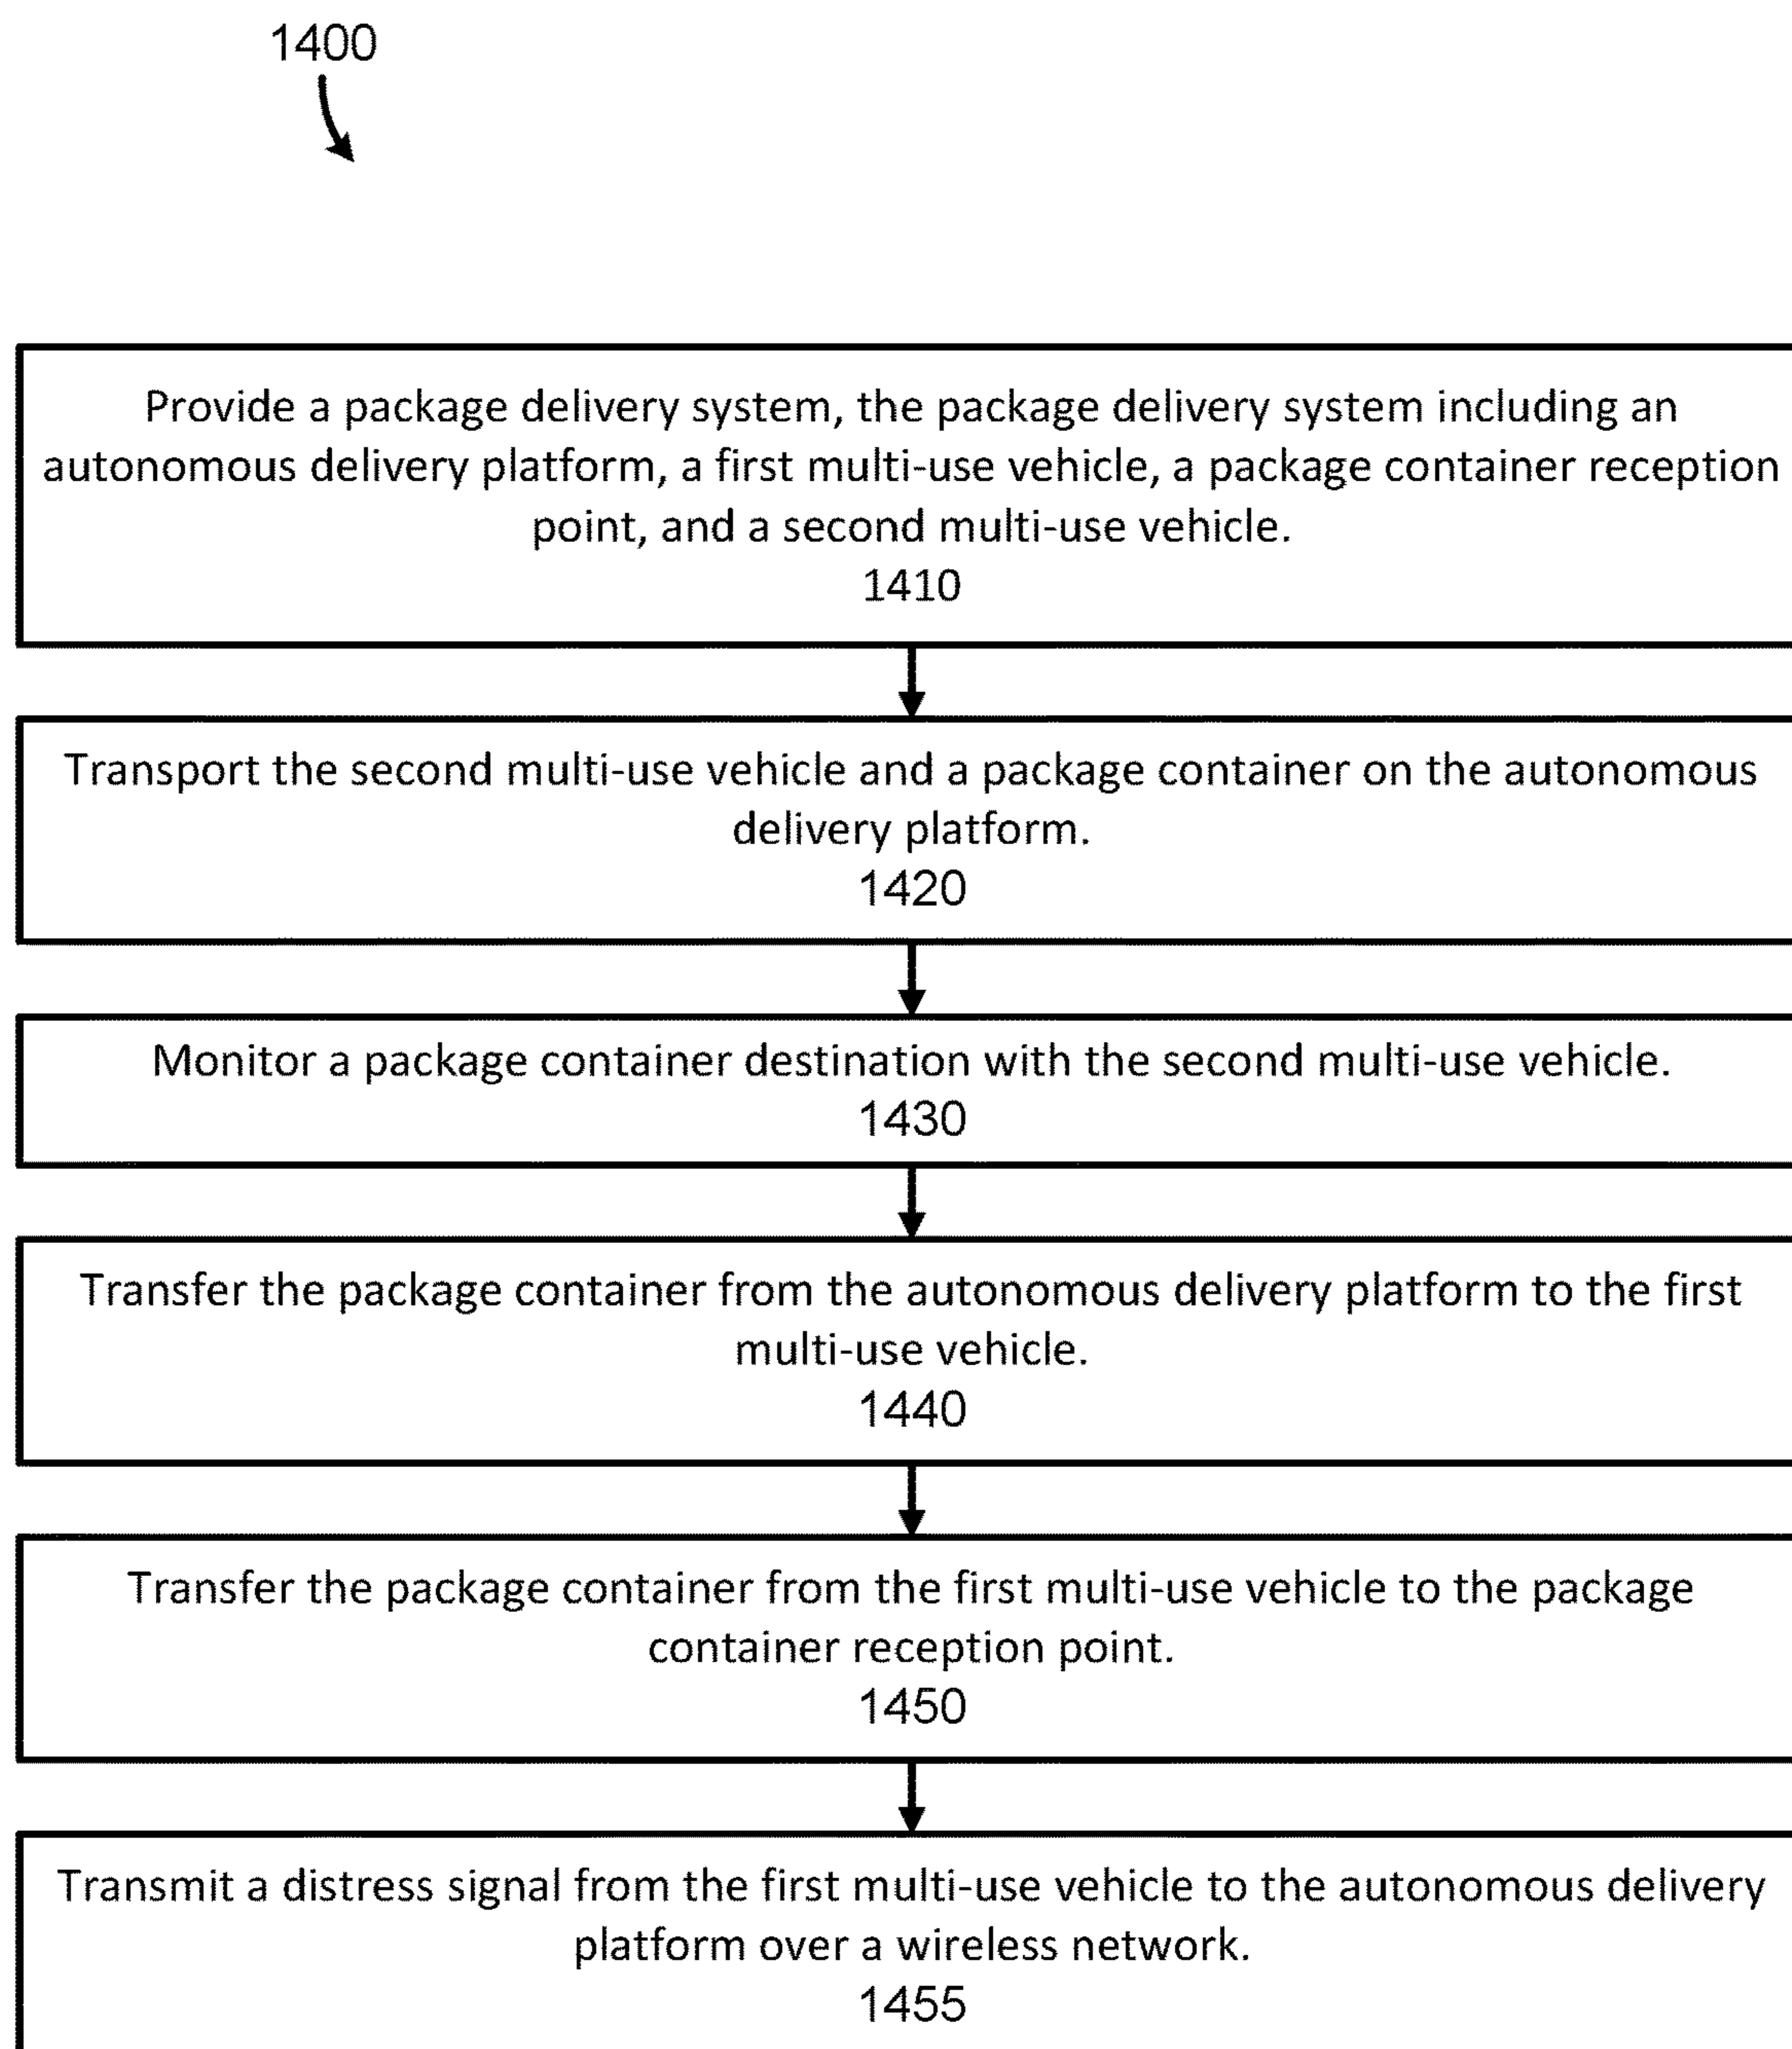 1400
Provide a package delivery system, the package delivery system including an
autonomous delivery platform, a first multi-use vehicle, a package container reception
point, and a second multi-use vehicle.
1410
Transport the second multi-use vehicle and a package container on the autonomous
delivery platform.
1420
Monitor a package container destination with the second multi-use vehicle.
1430
Transfer the package container from the autonomous delivery platform to the first
multi-use vehicle.
1440
Transfer the package container from the first multi-use vehicle to the package
container reception point.
1450
Transmit a distress signal from the first multi-use vehicle to the autonomous delivery
platform over a wireless network.
1455